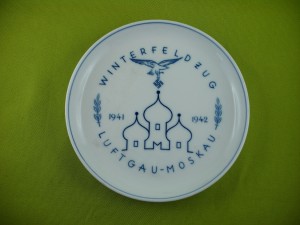 WINTERFELDZUG
1941 1942
LUFTGAU-MOSKAU